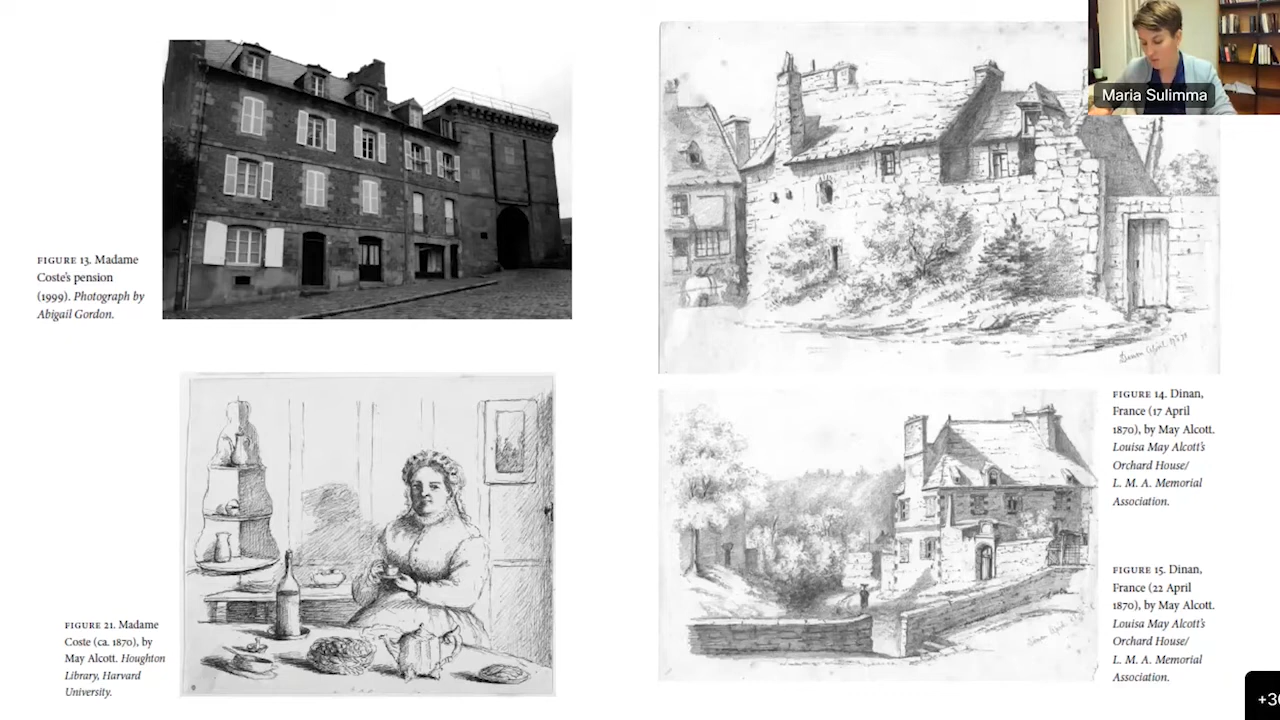 Maria Sulimma
FIGURE 13. Madame
Coste's pension
(1999). Photograph by
Abigail Gordon.
FIGURE 14. Dinan,
France (17 April
1870), by May Alcott.
Louisa May Alcott's
Orchard House/
L. M. A. Memorial
Association.
FIGURE 21. Madame
Coste (ca. 1870), by
May Alcott. Houghton
Library, Harvard
University.
FIGURE 15. Dinan,
France (22 April
1870), by May Alcott.
Louisa May Alcott's
Orchard House/
L. M. A. Memorial
Association.